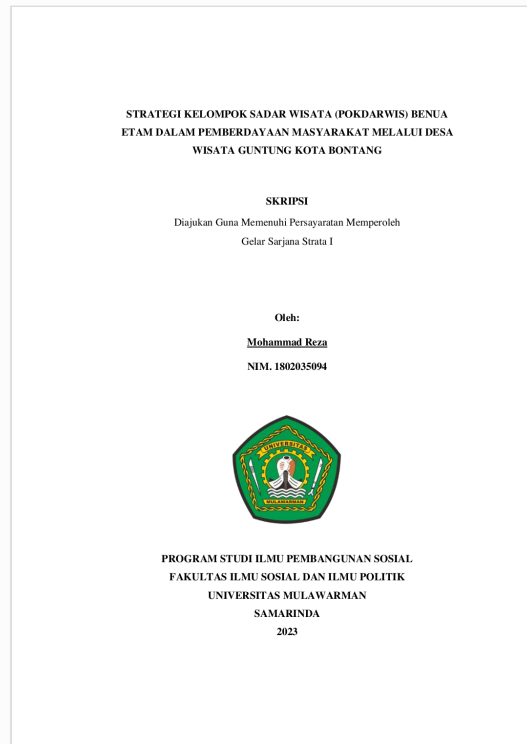 STRATEGI KELOMPOK SADAR WISATA (POKDARWIS) BENUA
ETAM DALAM PEMBERDAYAAN MASYARAKAT MELALUI DESA
WISATA GUNTUNG KOTA BONTANG
SKRIPSI
Diajukan Guna Memenuhi Persayaratan Memperoleh
Gelar Sarjana Strata I
Oleh:
Mohammad Reza
NIM. 1802035094
UNIVERSITAS
MULAWARMAN
PROGRAM STUDI ILMU PEMBANGUNAN SOSIAL
FAKULTAS ILMU SOSIAL DAN ILMU POLITIK
UNIVERSITAS MULAWARMAN
SAMARINDA
2023